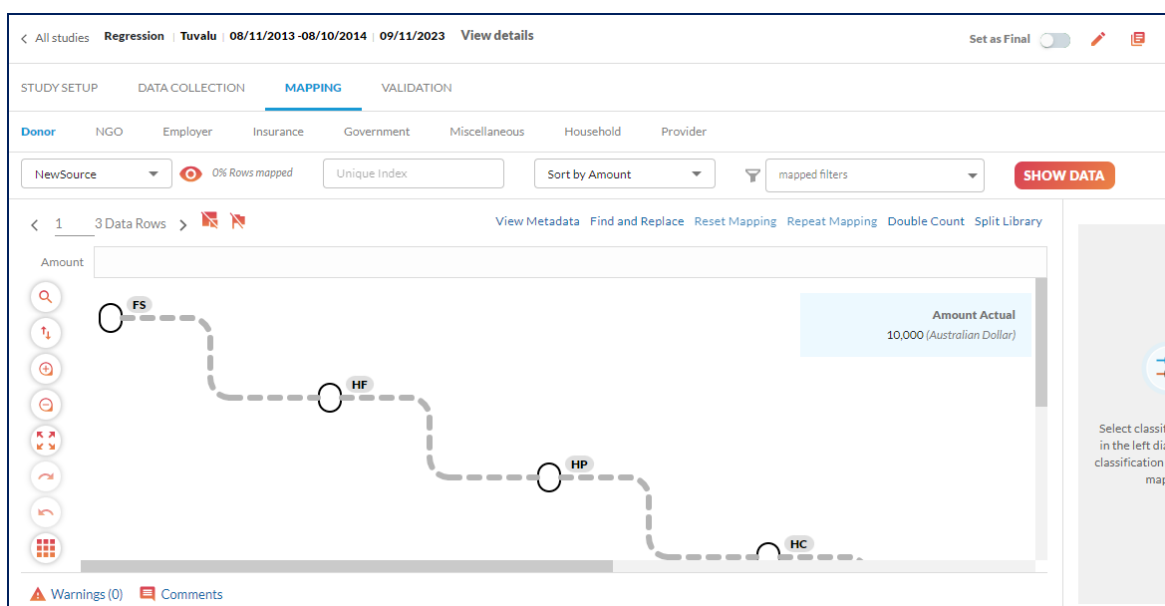 All studies Regression | Tuvalu | 08/11/2013 -08/10/2014 | 09/11/2023 View details Set as Final
STUDY SETUP DATA COLLECTION MAPPING VALIDATION
Donor NGO Employer Insurance Government Miscellaneous Household Provider
NewSource 0% Rows mapped Unique Index Sort by Amount mapped filters SHOW DATA
1 3 Data Rows View Metadata Find and Replace Reset Mapping Repeat Mapping Double Count Split Library
Amount
FS
Amount Actual
10,000 (Australian Dollar)
HF
HP
HC
Select classif
in the left dia
classification
map
Warnings (0) Comments